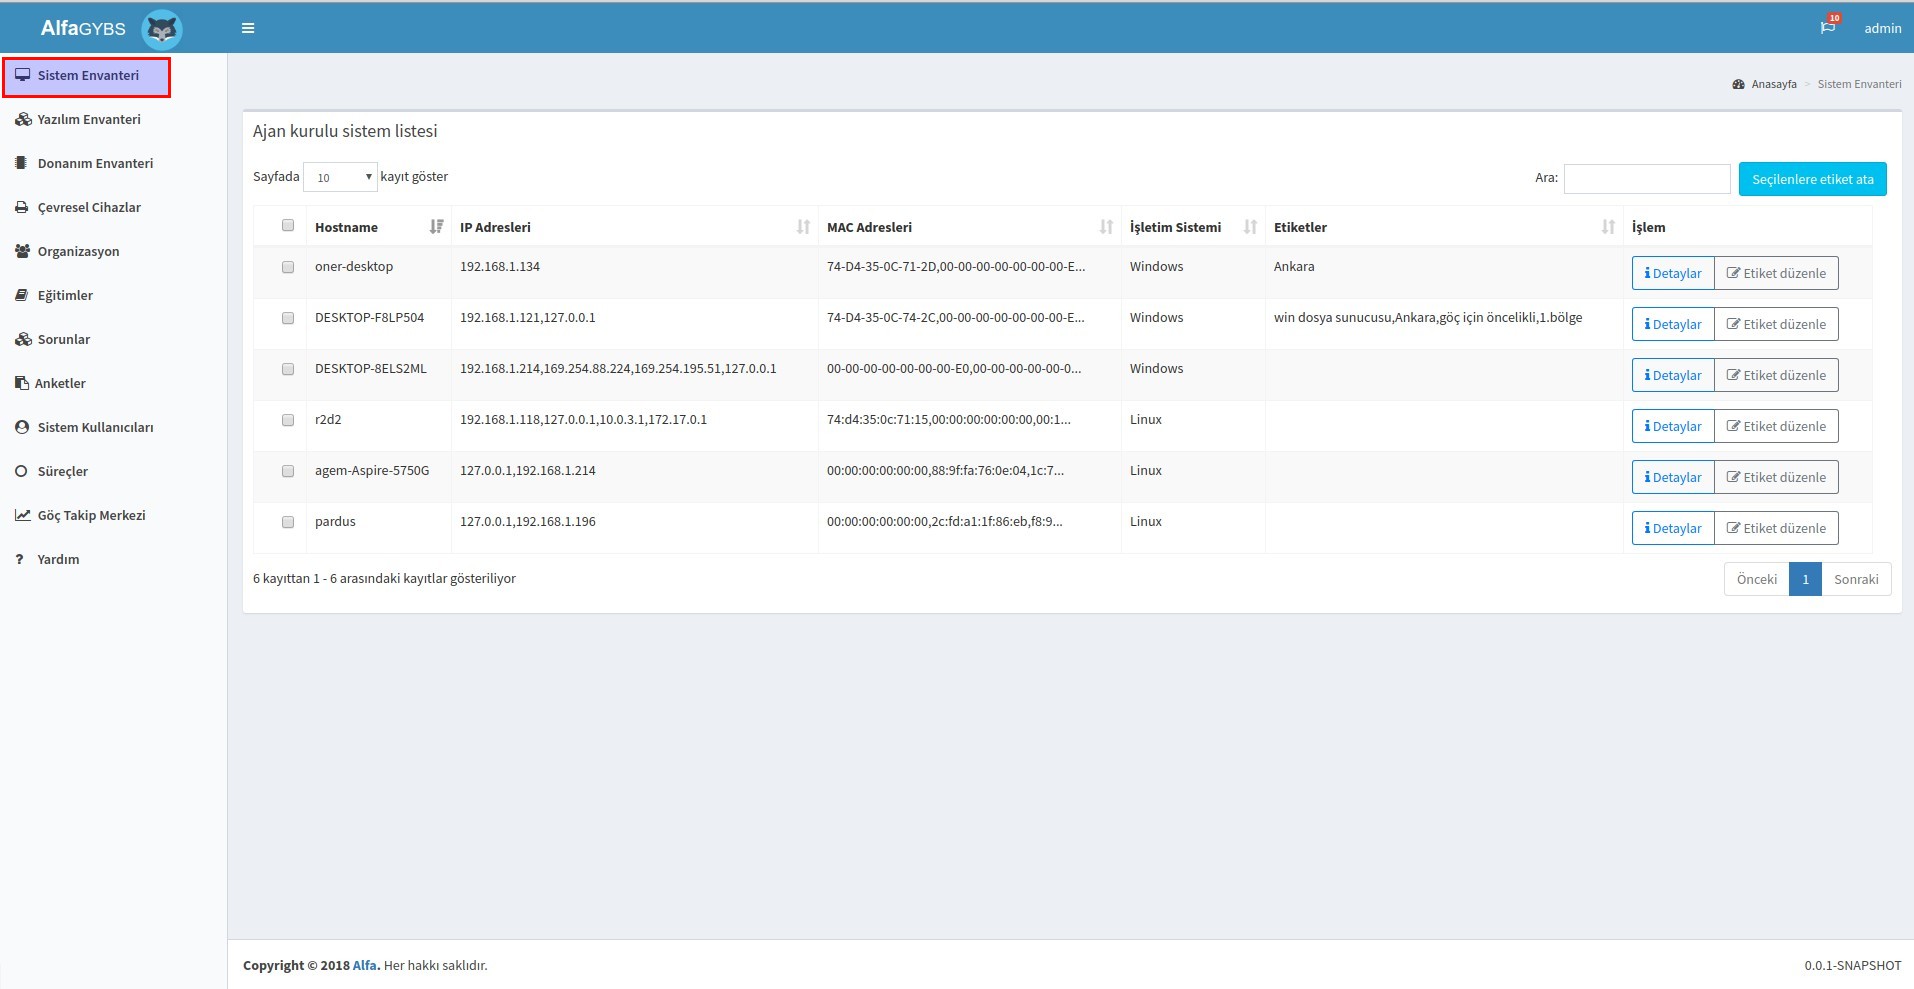 AlfaGYBS
10
admin
Sistem Envanteri
Yazılım Envanteri
Donanım Envanteri
Çevresel Cihazlar
Organizasyon
Eğitimler
Sorunlar
Anketler
Sistem Kullanıcıları
Süreçler
Göç Takip Merkezi
Yardım
Anasayfa > Sistem Envanteri
Ajan kurulu sistem listesi
Sayfada 10 kayıt göster
Ara: Seçilenlere etiket ata
Hostname IP Adresleri MAC Adresleri İşletim Sistemi Etiketler İşlem
oner-desktop 192.168.1.134 74-D4-35-0C-71-2D,00-00-00-00-00-00-00-E... Windows Ankara Detaylar Etiket düzenle
DESKTOP-F8LP504 192.168.1.121,127.0.0.1 74-D4-35-0C-74-2C,00-00-00-00-00-00-00-E... Windows win dosya sunucusu,Ankara,göç için öncelikli,1.bölge Detaylar Etiket düzenle
DESKTOP-8ELS2ML 192.168.1.214,169.254.88.224,169.254.195.51,127.0.0.1 00-00-00-00-00-00-00-E0,00-00-00-00-00-0... Windows Detaylar Etiket düzenle
r2d2 192.168.1.118,127.0.0.1,10.0.3.1,172.17.0.1 74:d4:35:0c:71:15,00:00:00:00:00:00,00:1... Linux Detaylar Etiket düzenle
agem-Aspire-5750G 127.0.0.1,192.168.1.214 00:00:00:00:00:00,88:9f:fa:76:0e:04,1c:7... Linux Detaylar Etiket düzenle
pardus 127.0.0.1,192.168.1.196 00:00:00:00:00:00,2c:fd:a1:1f:86:eb,f8:9... Linux Detaylar Etiket düzenle
6 kayıttan 1 - 6 arasındaki kayıtlar gösteriliyor
Önceki 1 Sonraki
Copyright © 2018 Alfa. Her hakkı saklıdır.
0.0.1-SNAPSHOT